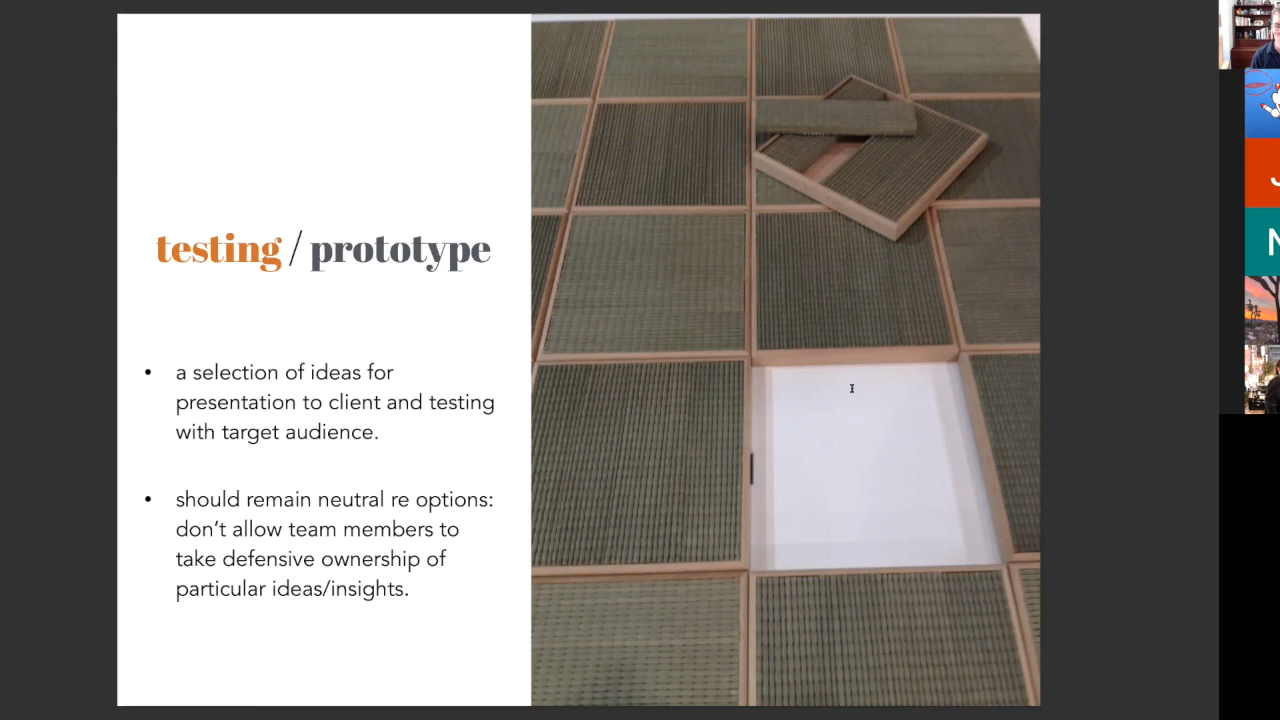 testing / prototype
• a selection of ideas for
presentation to client and testing
with target audience.
• should remain neutral re options:
don’t allow team members to
take defensive ownership of
particular ideas/insights.